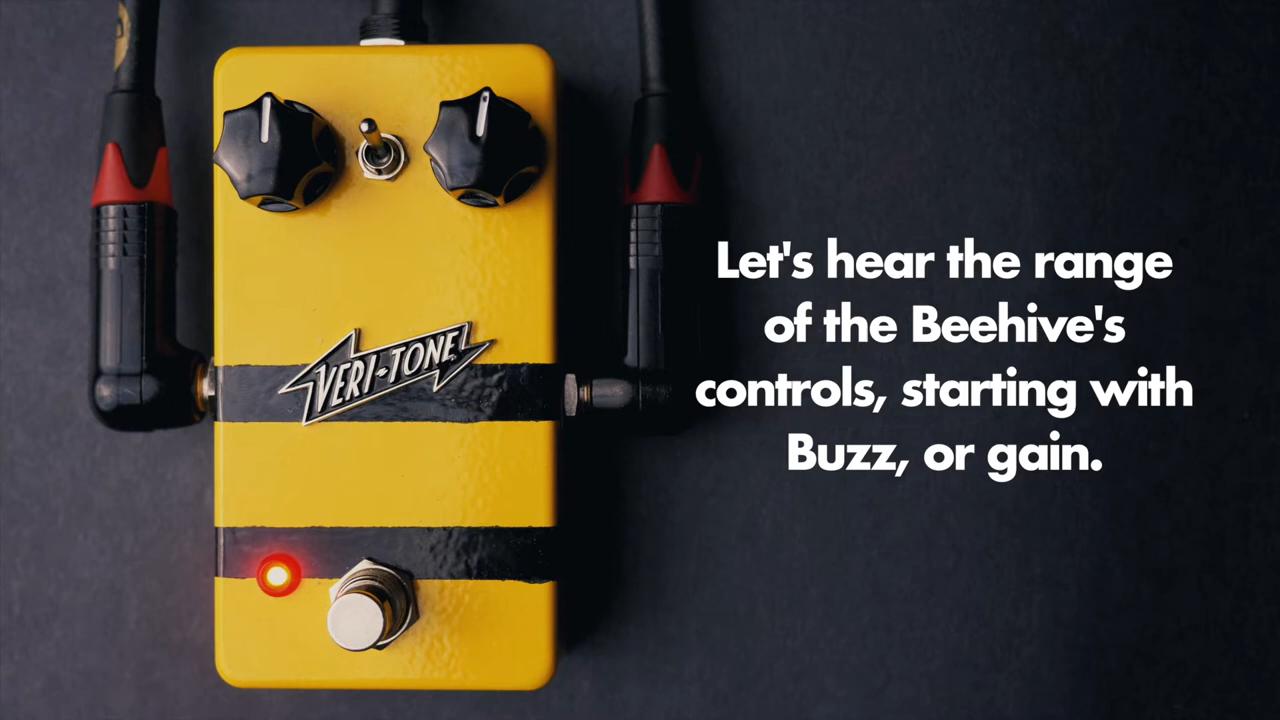 VERI-TONE
Let's hear the range
of the Beehive's
controls, starting with
Buzz, or gain.